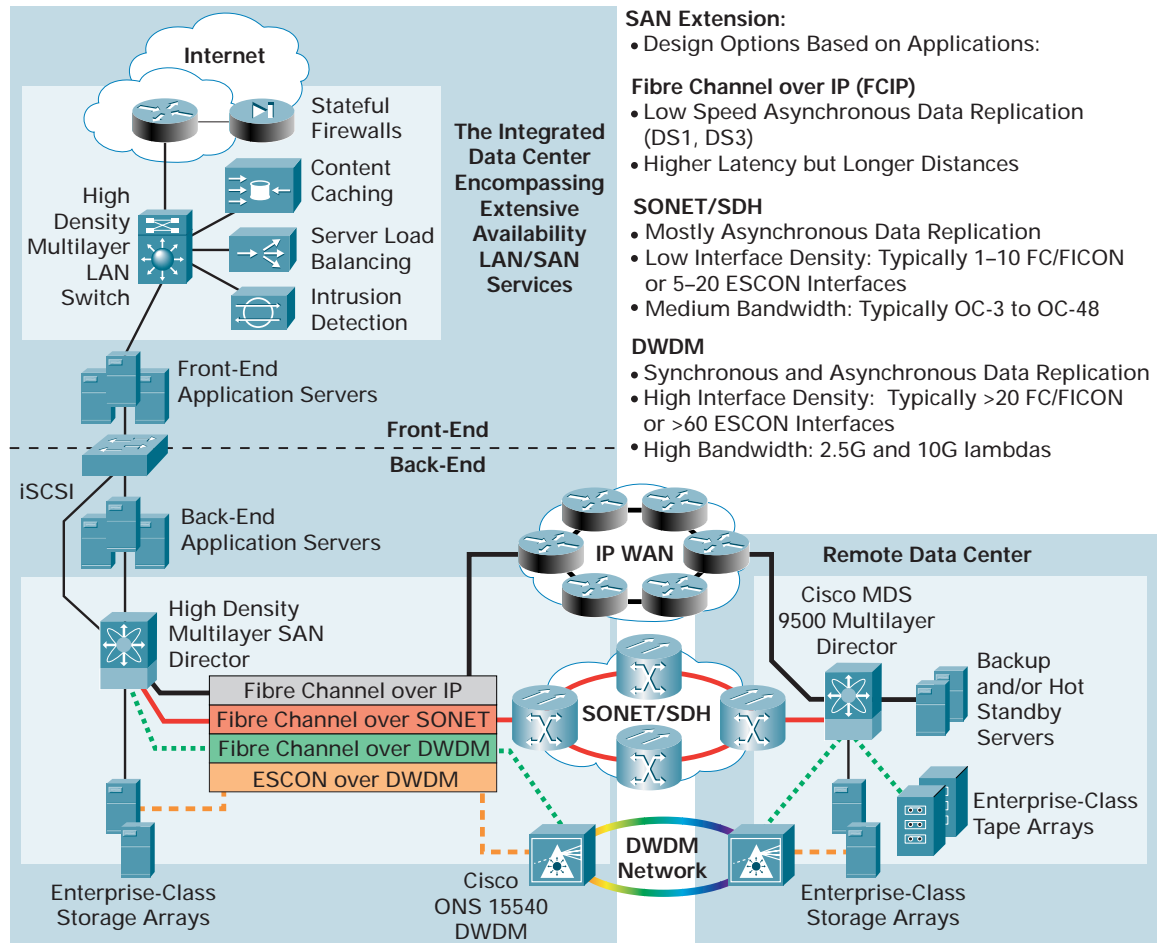 Internet
Stateful
Firewalls
Content
Caching
High
Density
Multilayer
LAN
Switch
Server Load
Balancing
Intrusion
Detection
The Integrated
Data Center
Encompassing
Extensive
Availability
LAN/SAN
Services
SAN Extension:
• Design Options Based on Applications:
Fibre Channel over IP (FCIP)
• Low Speed Asynchronous Data Replication
(DS1, DS3)
• Higher Latency but Longer Distances
SONET/SDH
• Mostly Asynchronous Data Replication
• Low Interface Density: Typically 1–10 FC/FICON
or 5–20 ESCON Interfaces
• Medium Bandwidth: Typically OC-3 to OC-48
DWDM
• Synchronous and Asynchronous Data Replication
• High Interface Density: Typically >20 FC/FICON
or >60 ESCON Interfaces
• High Bandwidth: 2.5G and 10G lambdas
Front-End
Application Servers
Front-End
Back-End
iSCSI
Back-End
Application Servers
IP WAN
Remote Data Center
High Density
Multilayer SAN
Director
Cisco MDS
9500 Multilayer
Director
Backup
and/or Hot
Standby
Servers
Fibre Channel over IP
Fibre Channel over SONET
Fibre Channel over DWDM
ESCON over DWDM
SONET/SDH
Enterprise-Class
Tape Arrays
DWDM
Network
Enterprise-Class
Storage Arrays
Cisco
ONS 15540
DWDM
Enterprise-Class
Storage Arrays